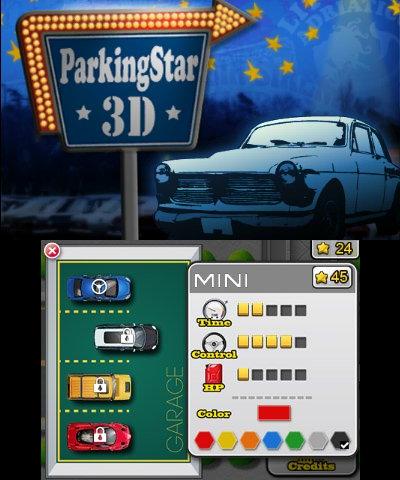 ParkingStar
3D
24
MINI
45
Time
Control
HP
Color
GARAGE
Credits